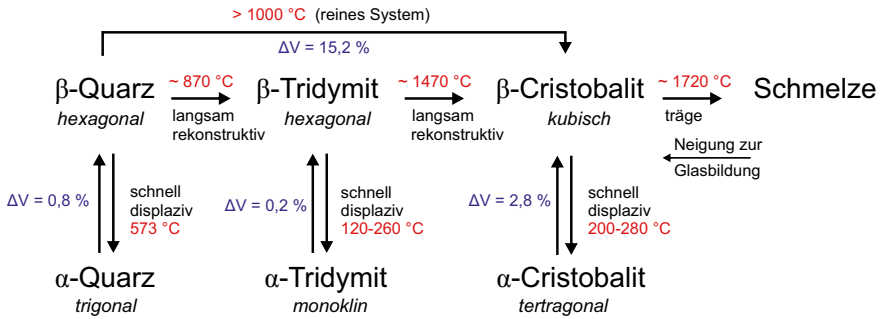 > 1000 °C (reines System)
ΔV = 15,2 %
β-Quarz ~ 870 °C β-Tridymit ~ 1470 °C β-Cristobalit ~ 1720 °C Schmelze
hexagonal langsam hexagonal langsam kubisch träge
rekonstruktiv rekonstruktiv
Neigung zur
Glasbildung
ΔV = 0,8 % schnell ΔV = 0,2 % schnell ΔV = 2,8 % schnell
displaziv displaziv displaziv
573 °C 120-260 °C 200-280 °C
α-Quarz α-Tridymit α-Cristobalit
trigonal monoklin tertragonal